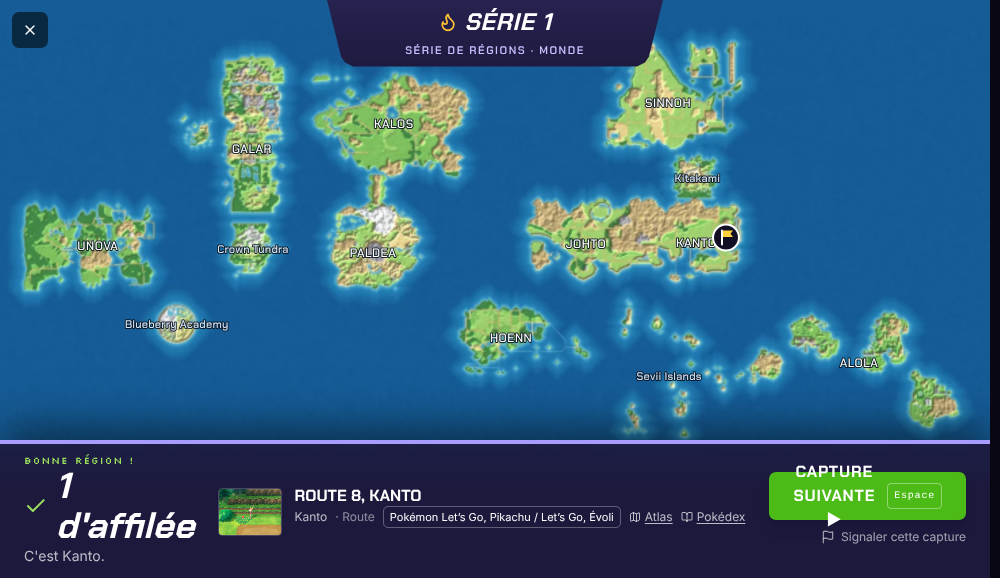 SÉRIE 1
SÉRIE DE RÉGIONS · MONDE
SINNOH
KALOS
GALAR
Kitakami
UNOVA
Crown Tundra
PALDEA
JOHTO
KANTO
Blueberry Academy
HOENN
ALOLA
Sevii Islands
BONNE RÉGION !
1
d'affilée
C'est Kanto.
ROUTE 8, KANTO
Kanto · Route Pokémon Let's Go, Pikachu / Let's Go, Évoli Atlas Pokédex
CAPTURE
SUIVANTE Espace
Signaler cette capture